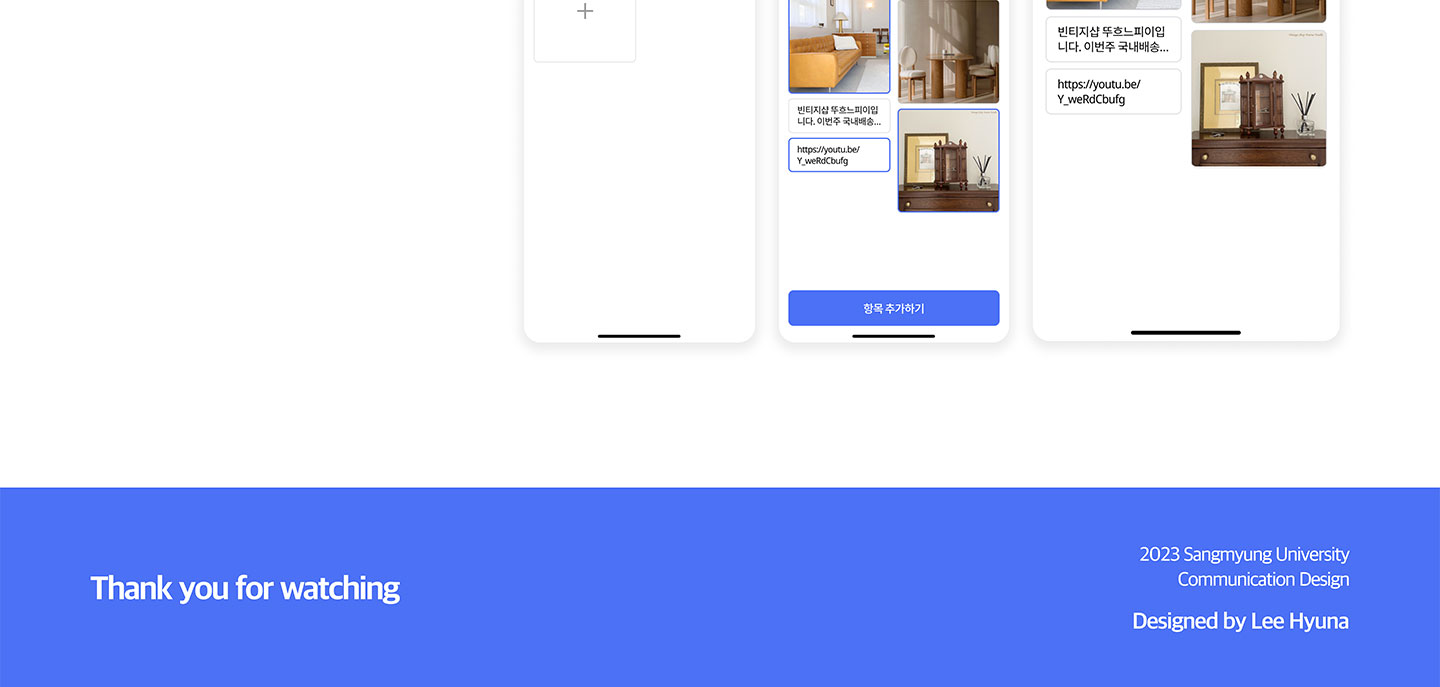 빈티지샵 뚜흐느피이입
니다. 이번주 국내배송...
https://youtu.be/
Y_weRdCbufg
항목 추가하기
빈티지샵 뚜흐느피이입
니다. 이번주 국내배송...
https://youtu.be/
Y_weRdCbufg
Thank you for watching
2023 Sangmyung University
Communication Design
Designed by Lee Hyuna